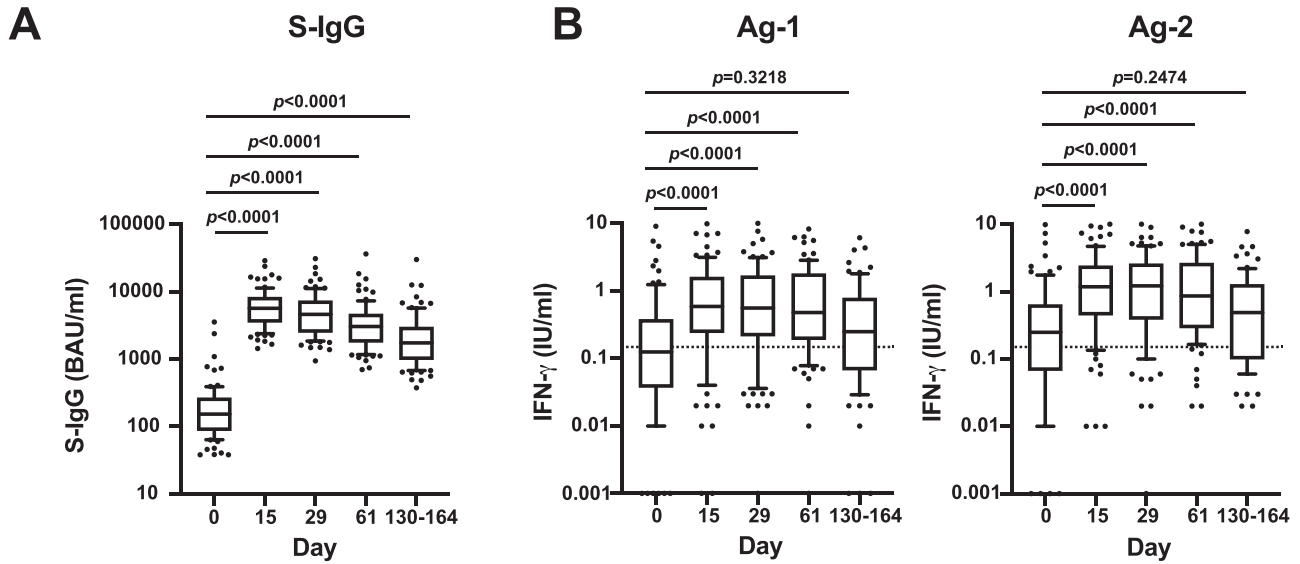 A
S-IgG
p<0.0001
p<0.0001
p<0.0001
p<0.0001
100000
10000
1000
100
10
S-IgG (BAU/ml)
0 15 29 61 130-164
Day
B
Ag-1
p=0.3218
p<0.0001
p<0.0001
p<0.0001
10
1
0.1
0.01
0.001
IFN-γ (IU/ml)
0 15 29 61 130-164
Day
Ag-2
p=0.2474
p<0.0001
p<0.0001
p<0.0001
10
1
0.1
0.01
0.001
IFN-γ (IU/ml)
0 15 29 61 130-164
Day